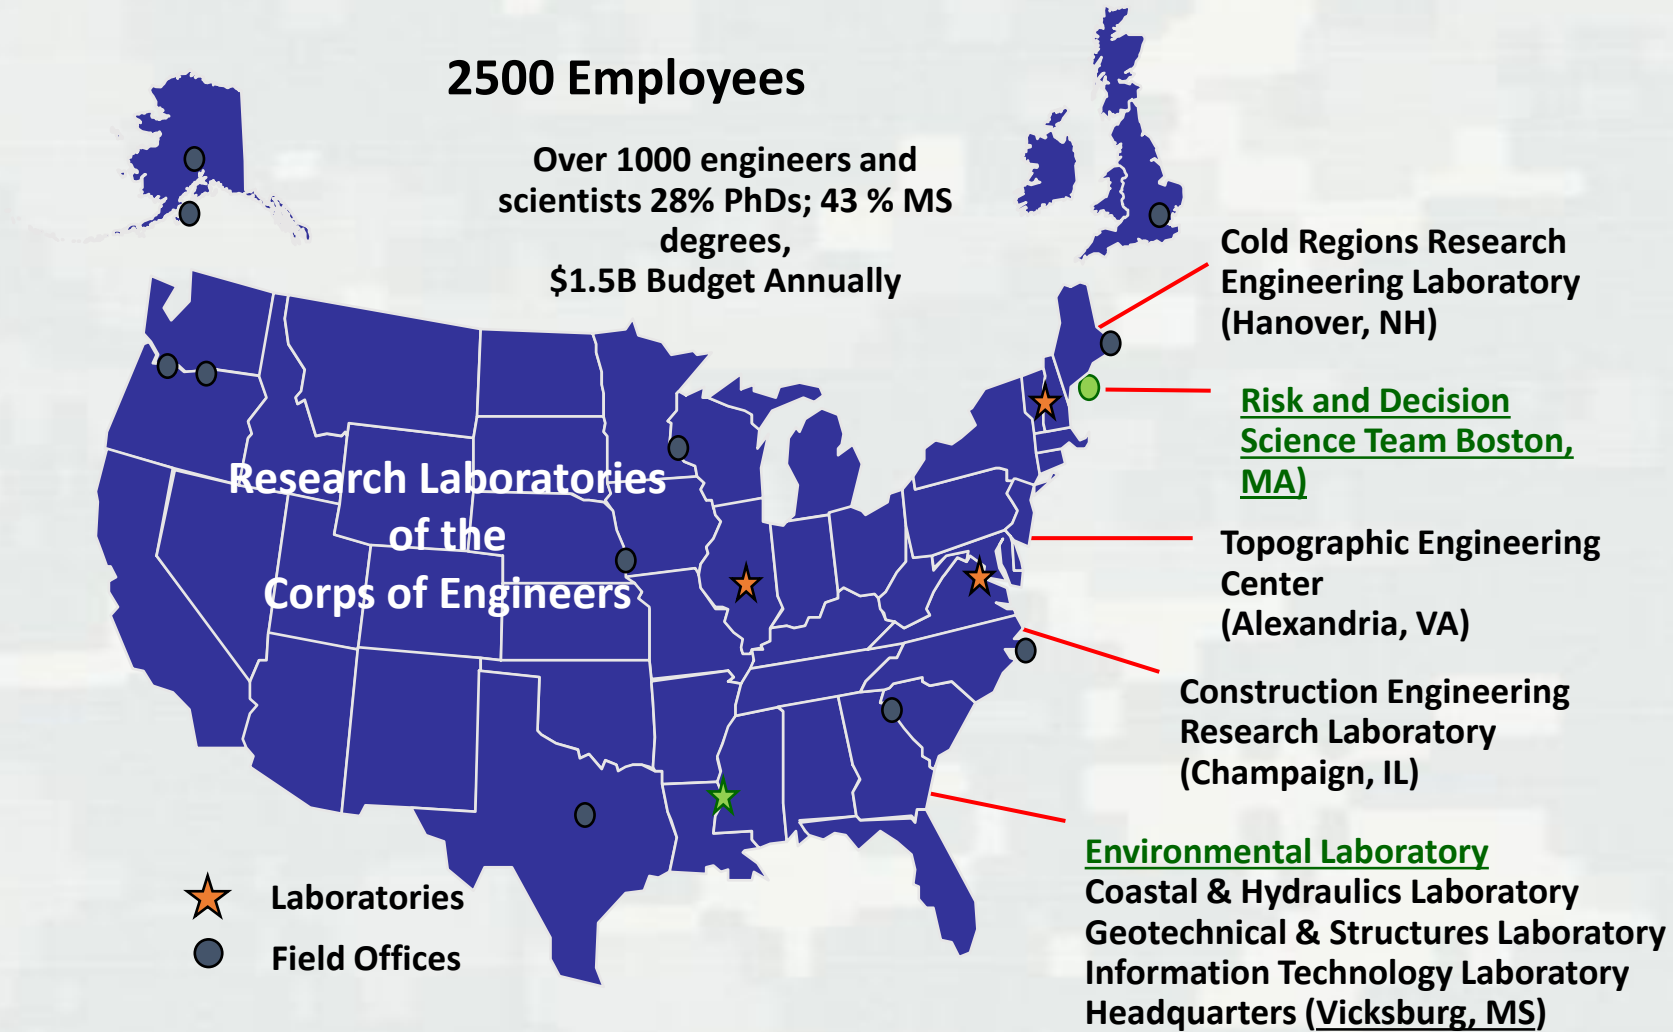 2500 Employees
Over 1000 engineers and
scientists 28% PhDs; 43 % MS
degrees,
$1.5B Budget Annually
Cold Regions Research
Engineering Laboratory
(Hanover, NH)
Risk and Decision
Science Team Boston,
MA)
Research Laboratories
of the
Corps of Engineers
Topographic Engineering
Center
(Alexandria, VA)
Construction Engineering
Research Laboratory
(Champaign, IL)
Environmental Laboratory
Coastal & Hydraulics Laboratory
Geotechnical & Structures Laboratory
Information Technology Laboratory
Headquarters (Vicksburg, MS)
Laboratories
Field Offices